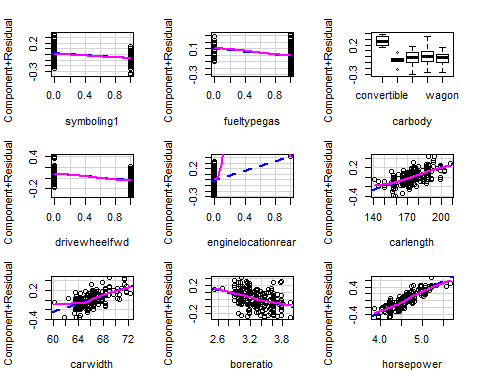 Component+Residual
0.2
-0.3
0.0 0.4 0.8
symboling1
Component+Residual
0.1
-0.3
0.0 0.4 0.8
fueltypegas
Component+Residual
0.2
-0.3
convertible wagon
carbody
Component+Residual
0.4
-0.2
0.0 0.4 0.8
drivewheelfwd
Component+Residual
0.3
-0.1
0.0 0.4 0.8
enginelocationrear
Component+Residual
0.2
-0.4
140 170 200
carlength
Component+Residual
0.2
-0.4
60 64 68 72
carwidth
Component+Residual
0.2
-0.4
2.6 3.2 3.8
boreratio
Component+Residual
0.2
-0.4
4.0 5.0
horsepower